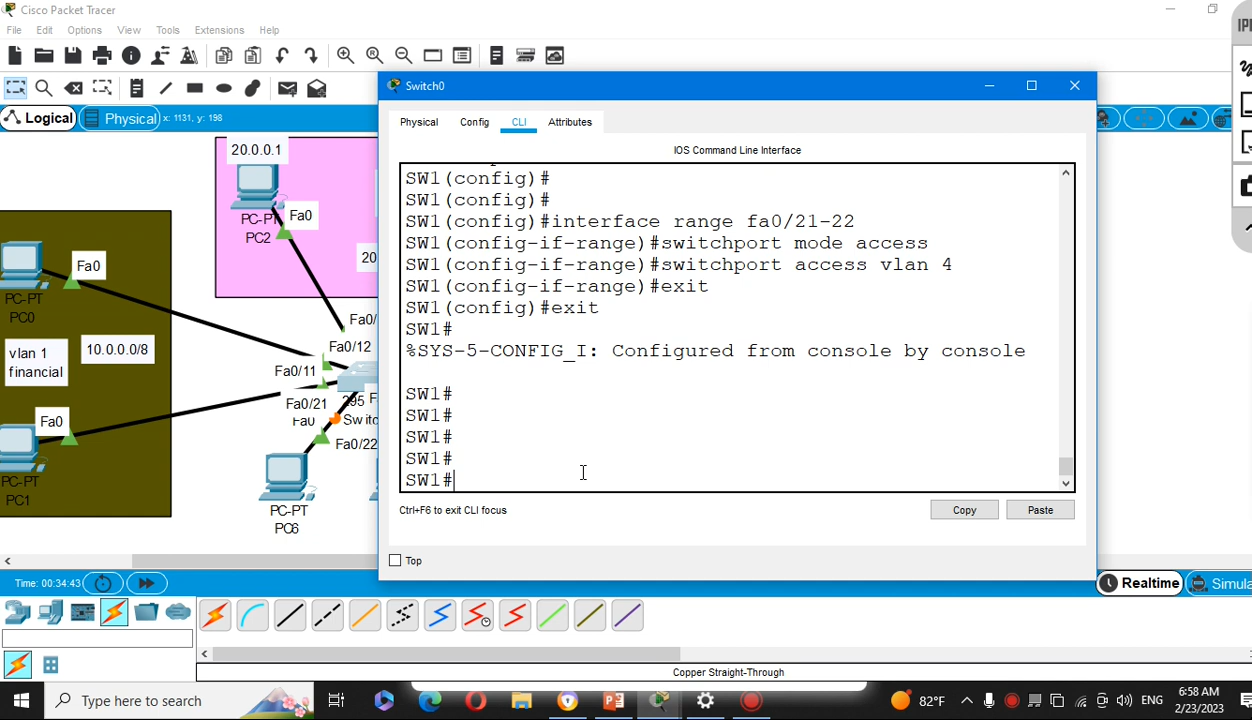 Cisco Packet Tracer
File Edit Options View Tools Extensions Help
Logical
Physical
x: 1131, y: 198
Switch0
Physical Config CLI Attributes
IOS Command Line Interface
SW1(config)#
SW1(config)#
SW1(config)#interface range fa0/21-22
SW1(config-if-range)#switchport mode access
SW1(config-if-range)#switchport access vlan 4
SW1(config-if-range)#exit
SW1(config)#exit
SW1#
%SYS-5-CONFIG_I: Configured from console by console
SW1#
SW1#
SW1#
SW1#
SW1#
Ctrl+F6 to exit CLI focus
Copy
Paste
Top
20.0.0.1
Fa0
PC-PT
PC2
20
Fa0
PC-PT
PC0
Fa0/
Fa0/12
vlan 1
financial
10.0.0.0/8
Fa0/11
Fa0/21
295
Fa0
Fa0
Fa0/22
PC-PT
PC1
PC-PT
PC6
Time: 00:34:43
Realtime
Copper Straight-Through
Type here to search
82°F
ENG
6:58 AM
2/23/2023